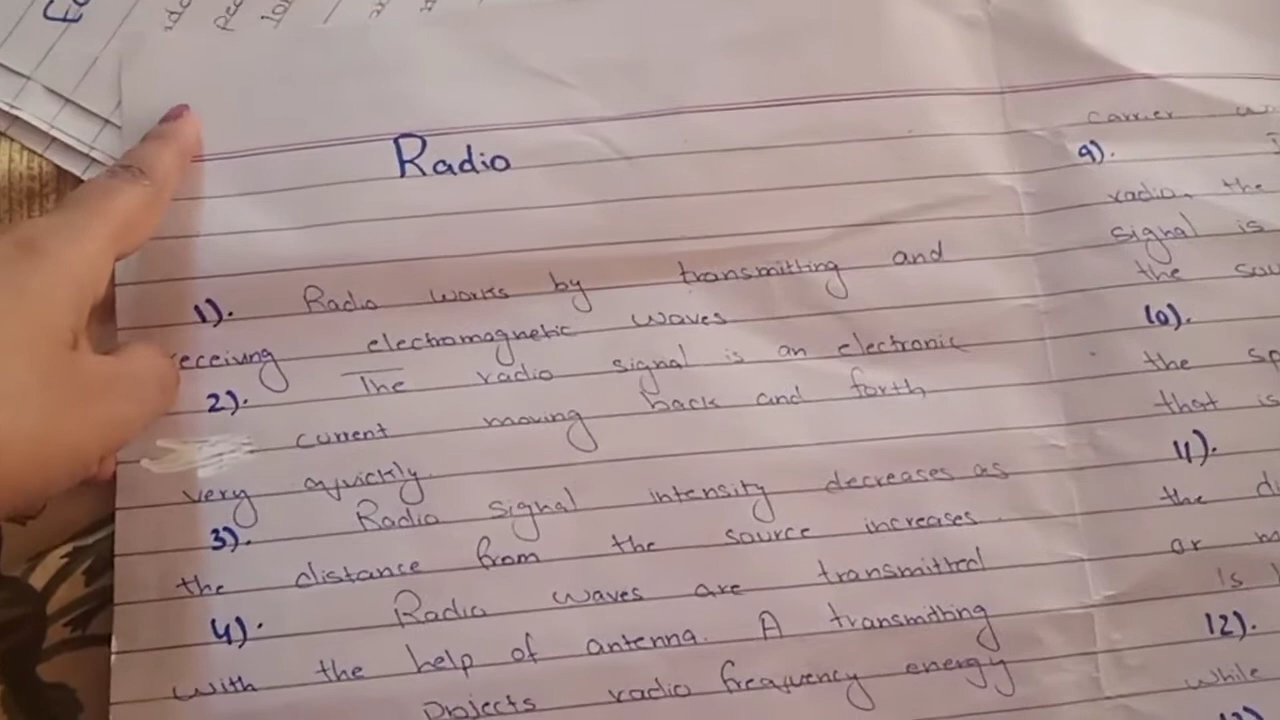 Radio
1). Radio works by transmitting and
receiving electromagnetic waves
2). The radio signal is an electronic
current moving back and forth
very quickly.
3). Radio signal intensity decreases as
the distance from the source increases.
4). Radio waves are transmitted
with the help of antenna. A transmitting
radio frequency energy
carrier
9).
radio. the
signal is
the
10).
the
that is
11).
the
or
is
12).
while